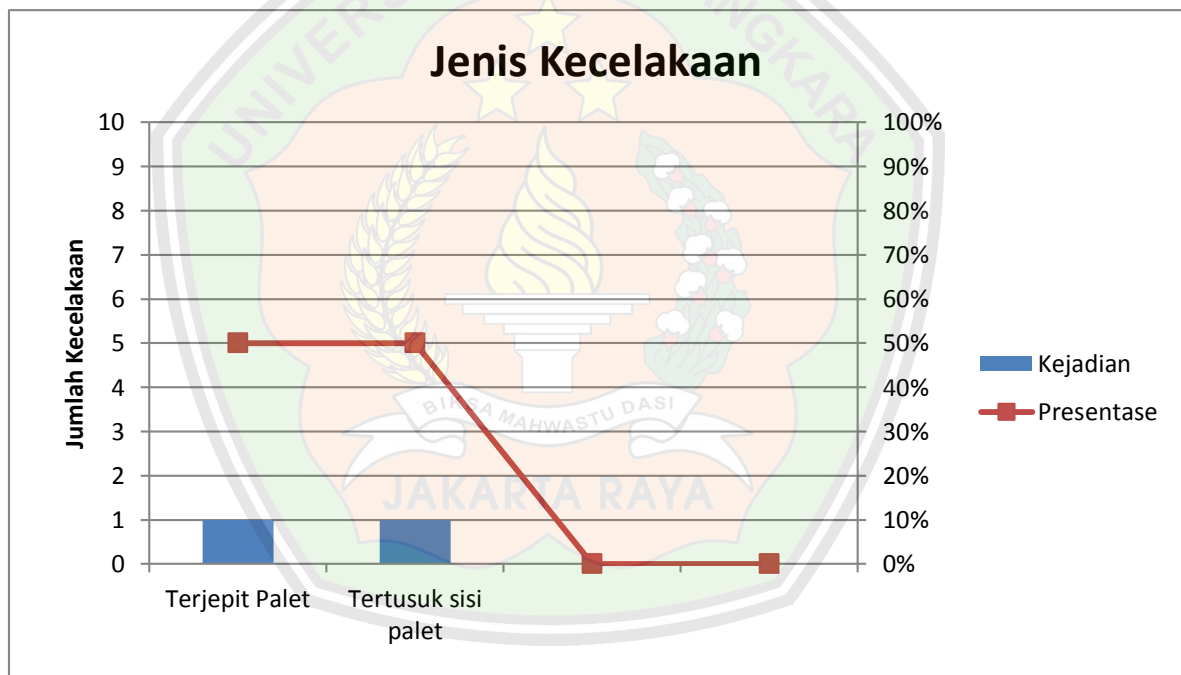 Jenis Kecelakaan
Jumlah Kecelakaan
10
9
8
7
6
5
4
3
2
1
0
100%
90%
80%
70%
60%
50%
40%
30%
20%
10%
0%
Terjepit Palet
Tertusuk sisi
palet
Kejadian
Presentase
BIRSA MAHWASTU DASI
JAKARTA RAYA